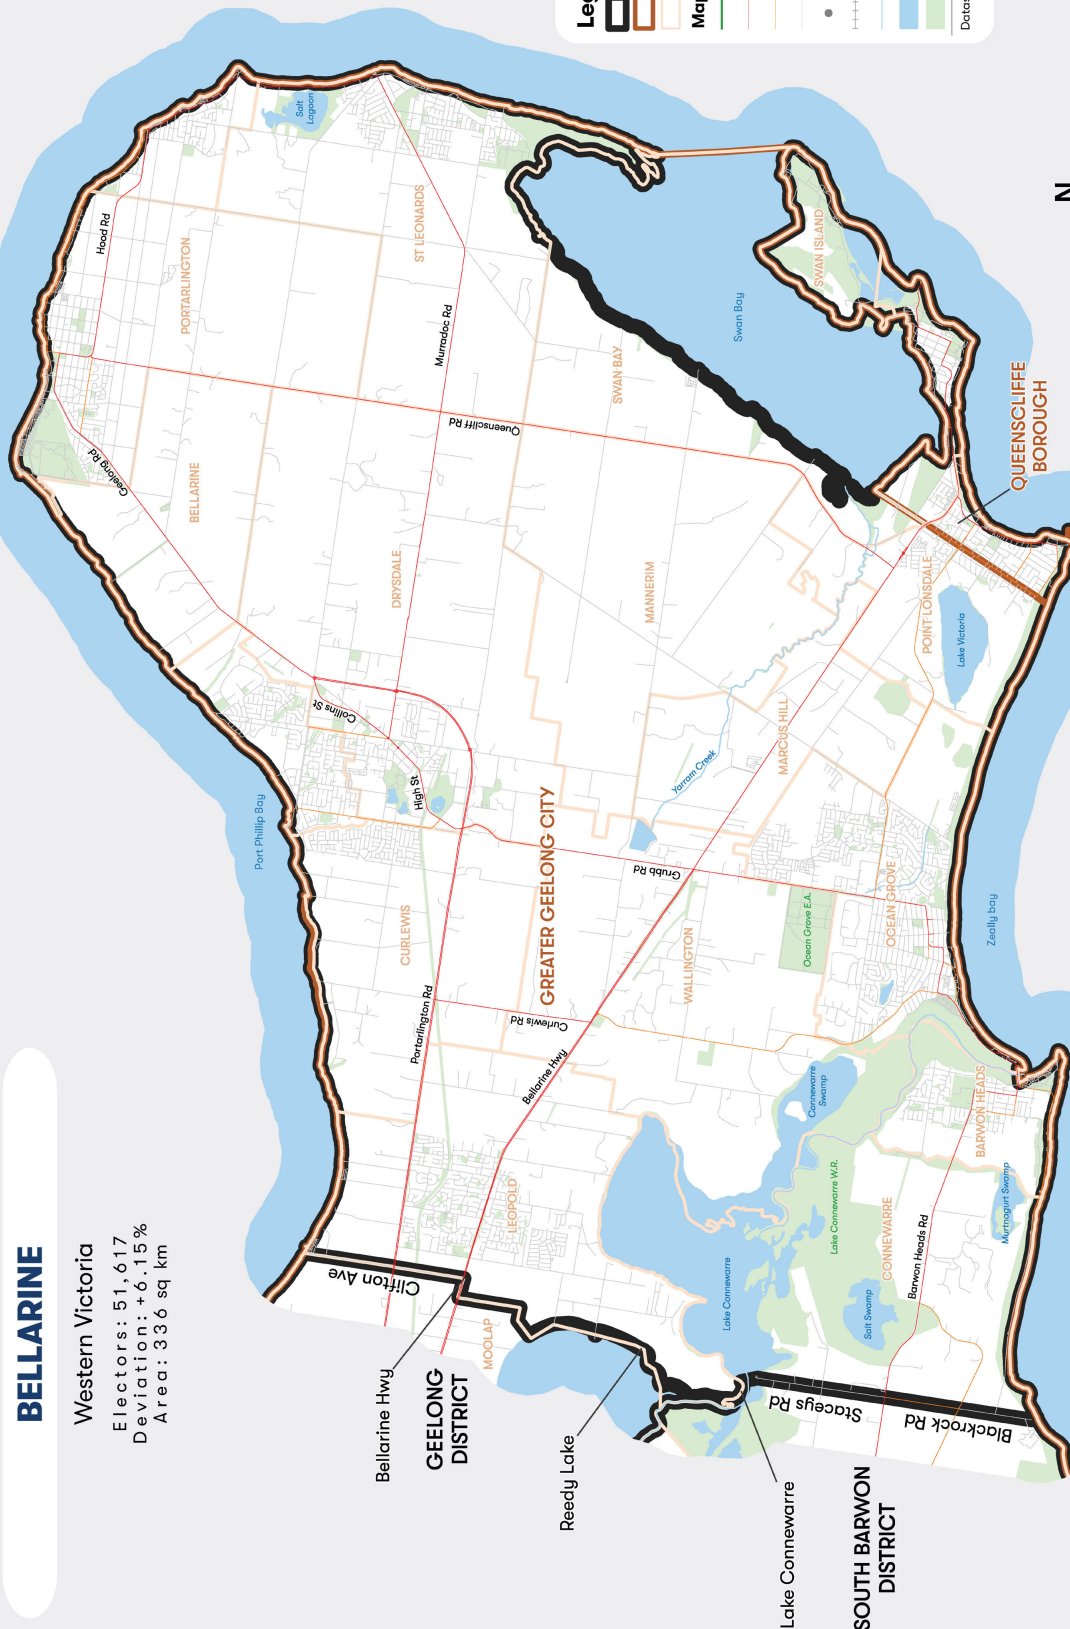 BELLARINE
Western Victoria
Electors: 51,617
Deviation: +6.15%
Area: 336 sq km
Port Phillip Bay
Hood Rd
PORTARLINGTON
Salt
Lagoon
ST LEONARDS
Murradoc Rd
Geelong Rd
BELLARINE
Queenscliff Rd
SWAN BAY
Swan Bay
SWAN ISLAND
QUEENSCLIFFE
BOROUGH
DRYSDALE
Collins St
High St
MANNERIM
POINT LONSDALE
Lake Victoria
MARCUS HILL
Yarram Creek
CURLEWIS
GREATER GEELONG CITY
Grubb Rd
WALLINGTON
Ocean Grove E.A.
OCEAN GROVE
Zeally bay
Portarlington Rd
Curlewis Rd
Bellarine Hwy
Connewarre
Swamp
BARWON HEADS
Murtnagurt Swamp
LEOPOLD
Lake Connewarre W.R.
CONNEWARRE
Barwon Heads Rd
Lake Connewarre
Salt Swamp
Clifton Ave
MOOLAP
Bellarine Hwy
GEELONG
DISTRICT
Reedy Lake
Staceys Rd
Blackrock Rd
Lake Connewarre
SOUTH BARWON
DISTRICT
Leg
Map
Datas
N